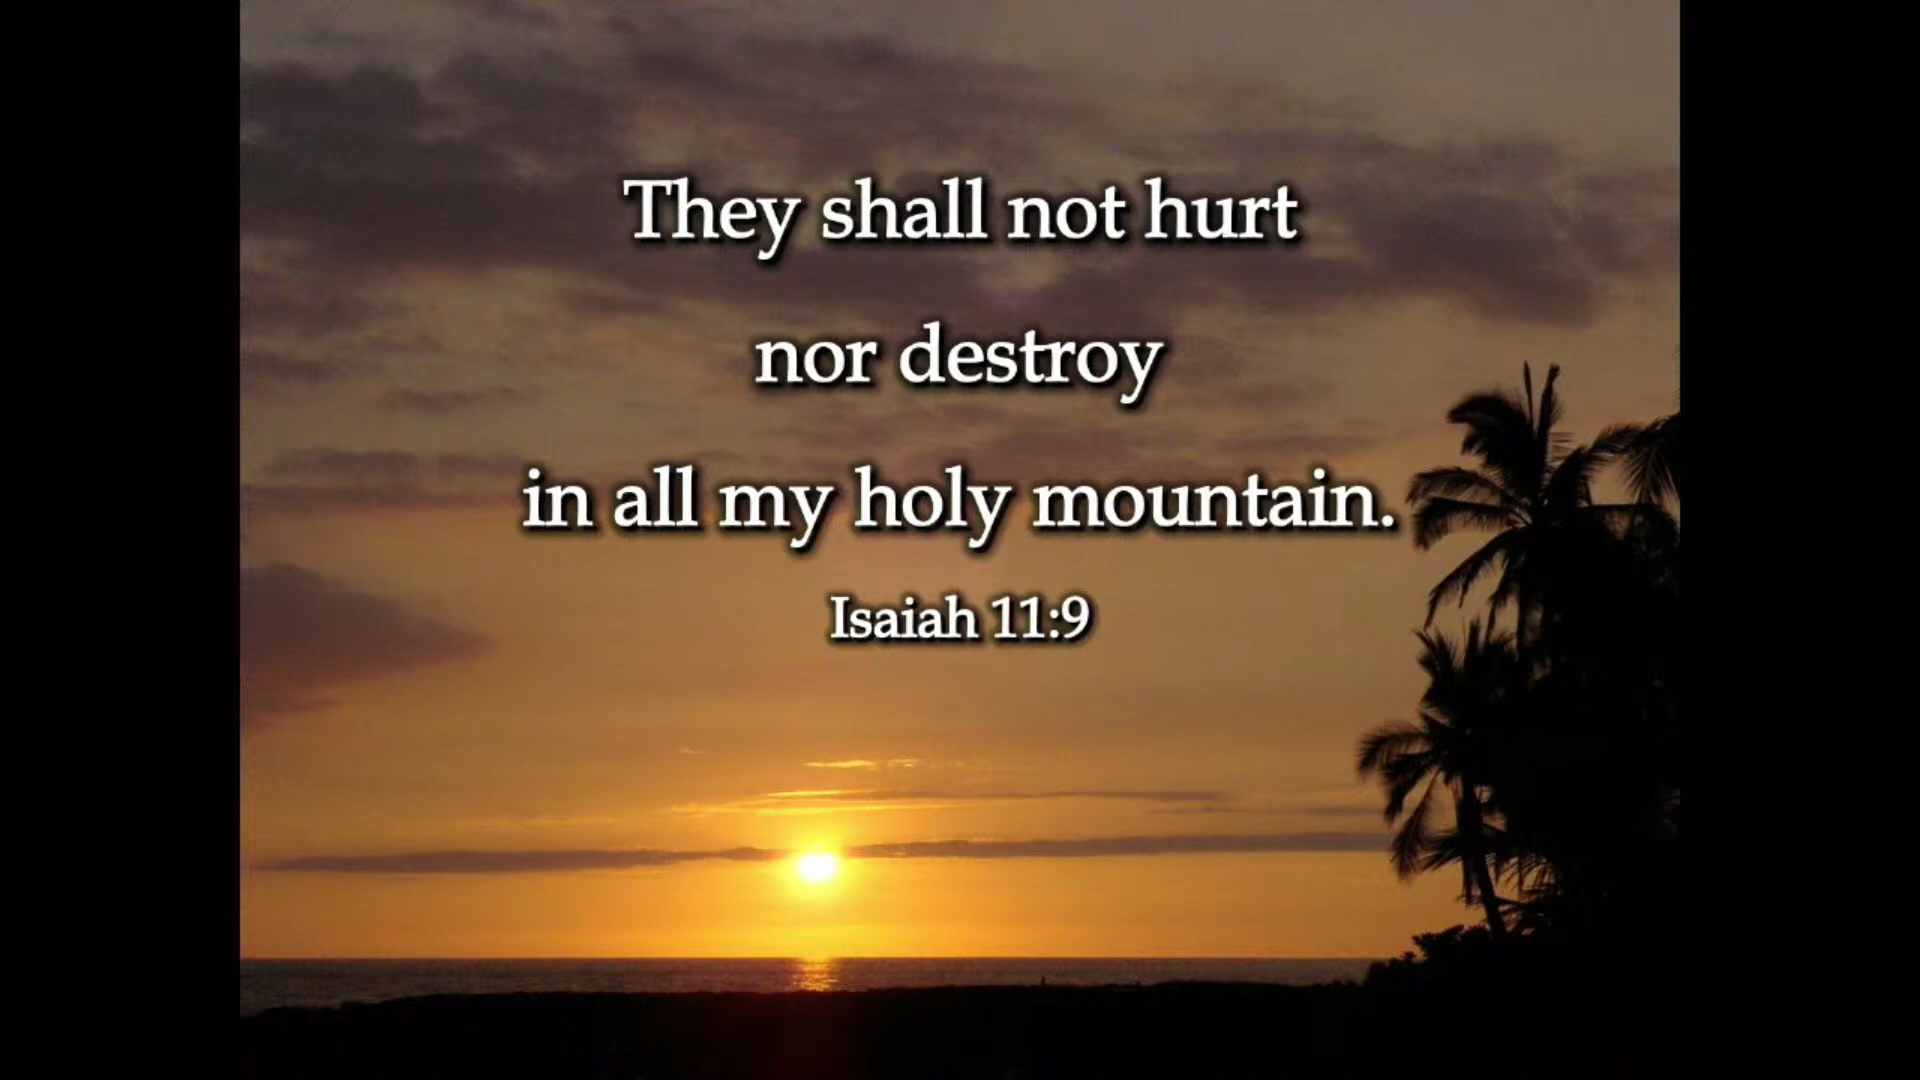 They shall not hurt
nor destroy
in all my holy mountain.
Isaiah 11:9